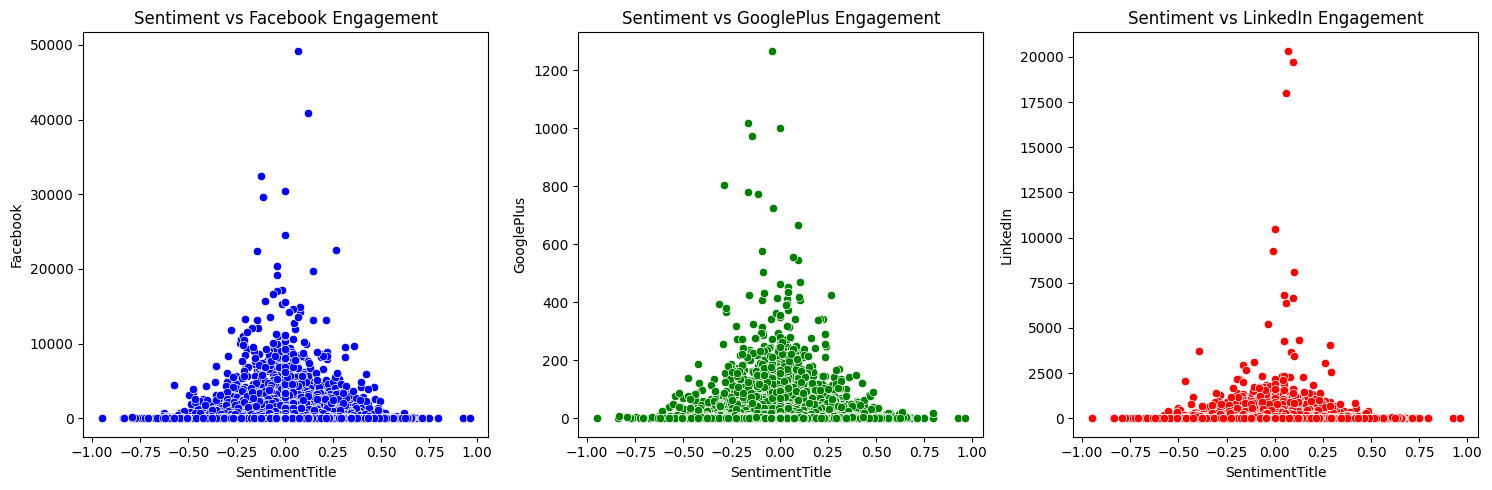 Sentiment vs Facebook Engagement
50000
40000
30000
20000
10000
0
Facebook
−1.00 −0.75 −0.50 −0.25 0.00 0.25 0.50 0.75 1.00
SentimentTitle
Sentiment vs GooglePlus Engagement
1200
1000
800
600
400
200
0
GooglePlus
−1.00 −0.75 −0.50 −0.25 0.00 0.25 0.50 0.75 1.00
SentimentTitle
Sentiment vs LinkedIn Engagement
20000
17500
15000
12500
10000
7500
5000
2500
0
LinkedIn
−1.00 −0.75 −0.50 −0.25 0.00 0.25 0.50 0.75 1.00
SentimentTitle